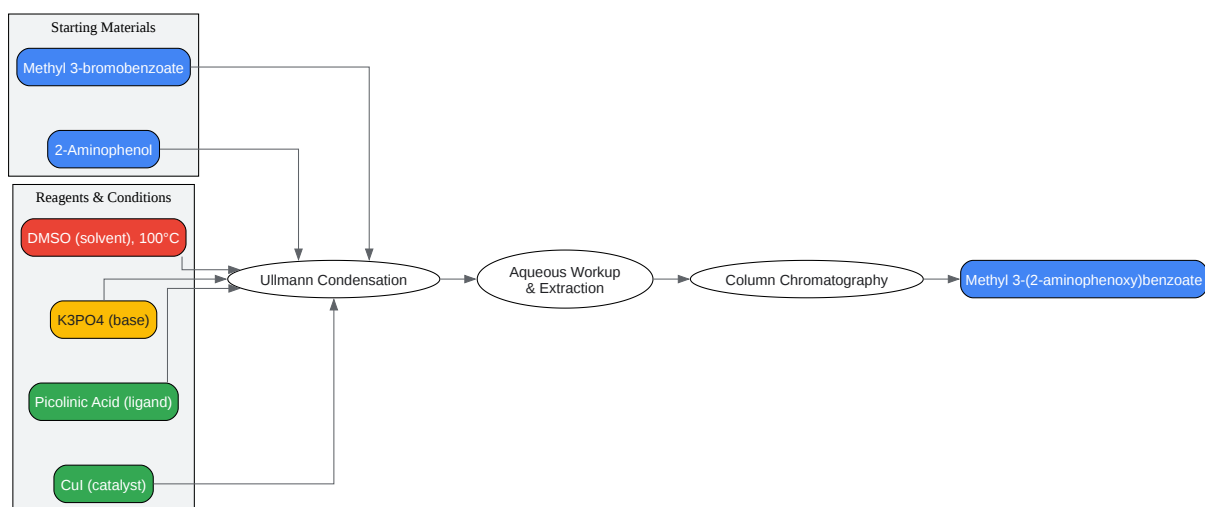 Starting Materials
Methyl 3-bromobenzoate
2-Aminophenol
Reagents & Conditions
DMSO (solvent), 100°C
K3PO4 (base)
Picolinic Acid (ligand)
CuI (catalyst)
Ullmann Condensation
Aqueous Workup
& Extraction
Column Chromatography
Methyl 3-(2-aminophenoxy)benzoate